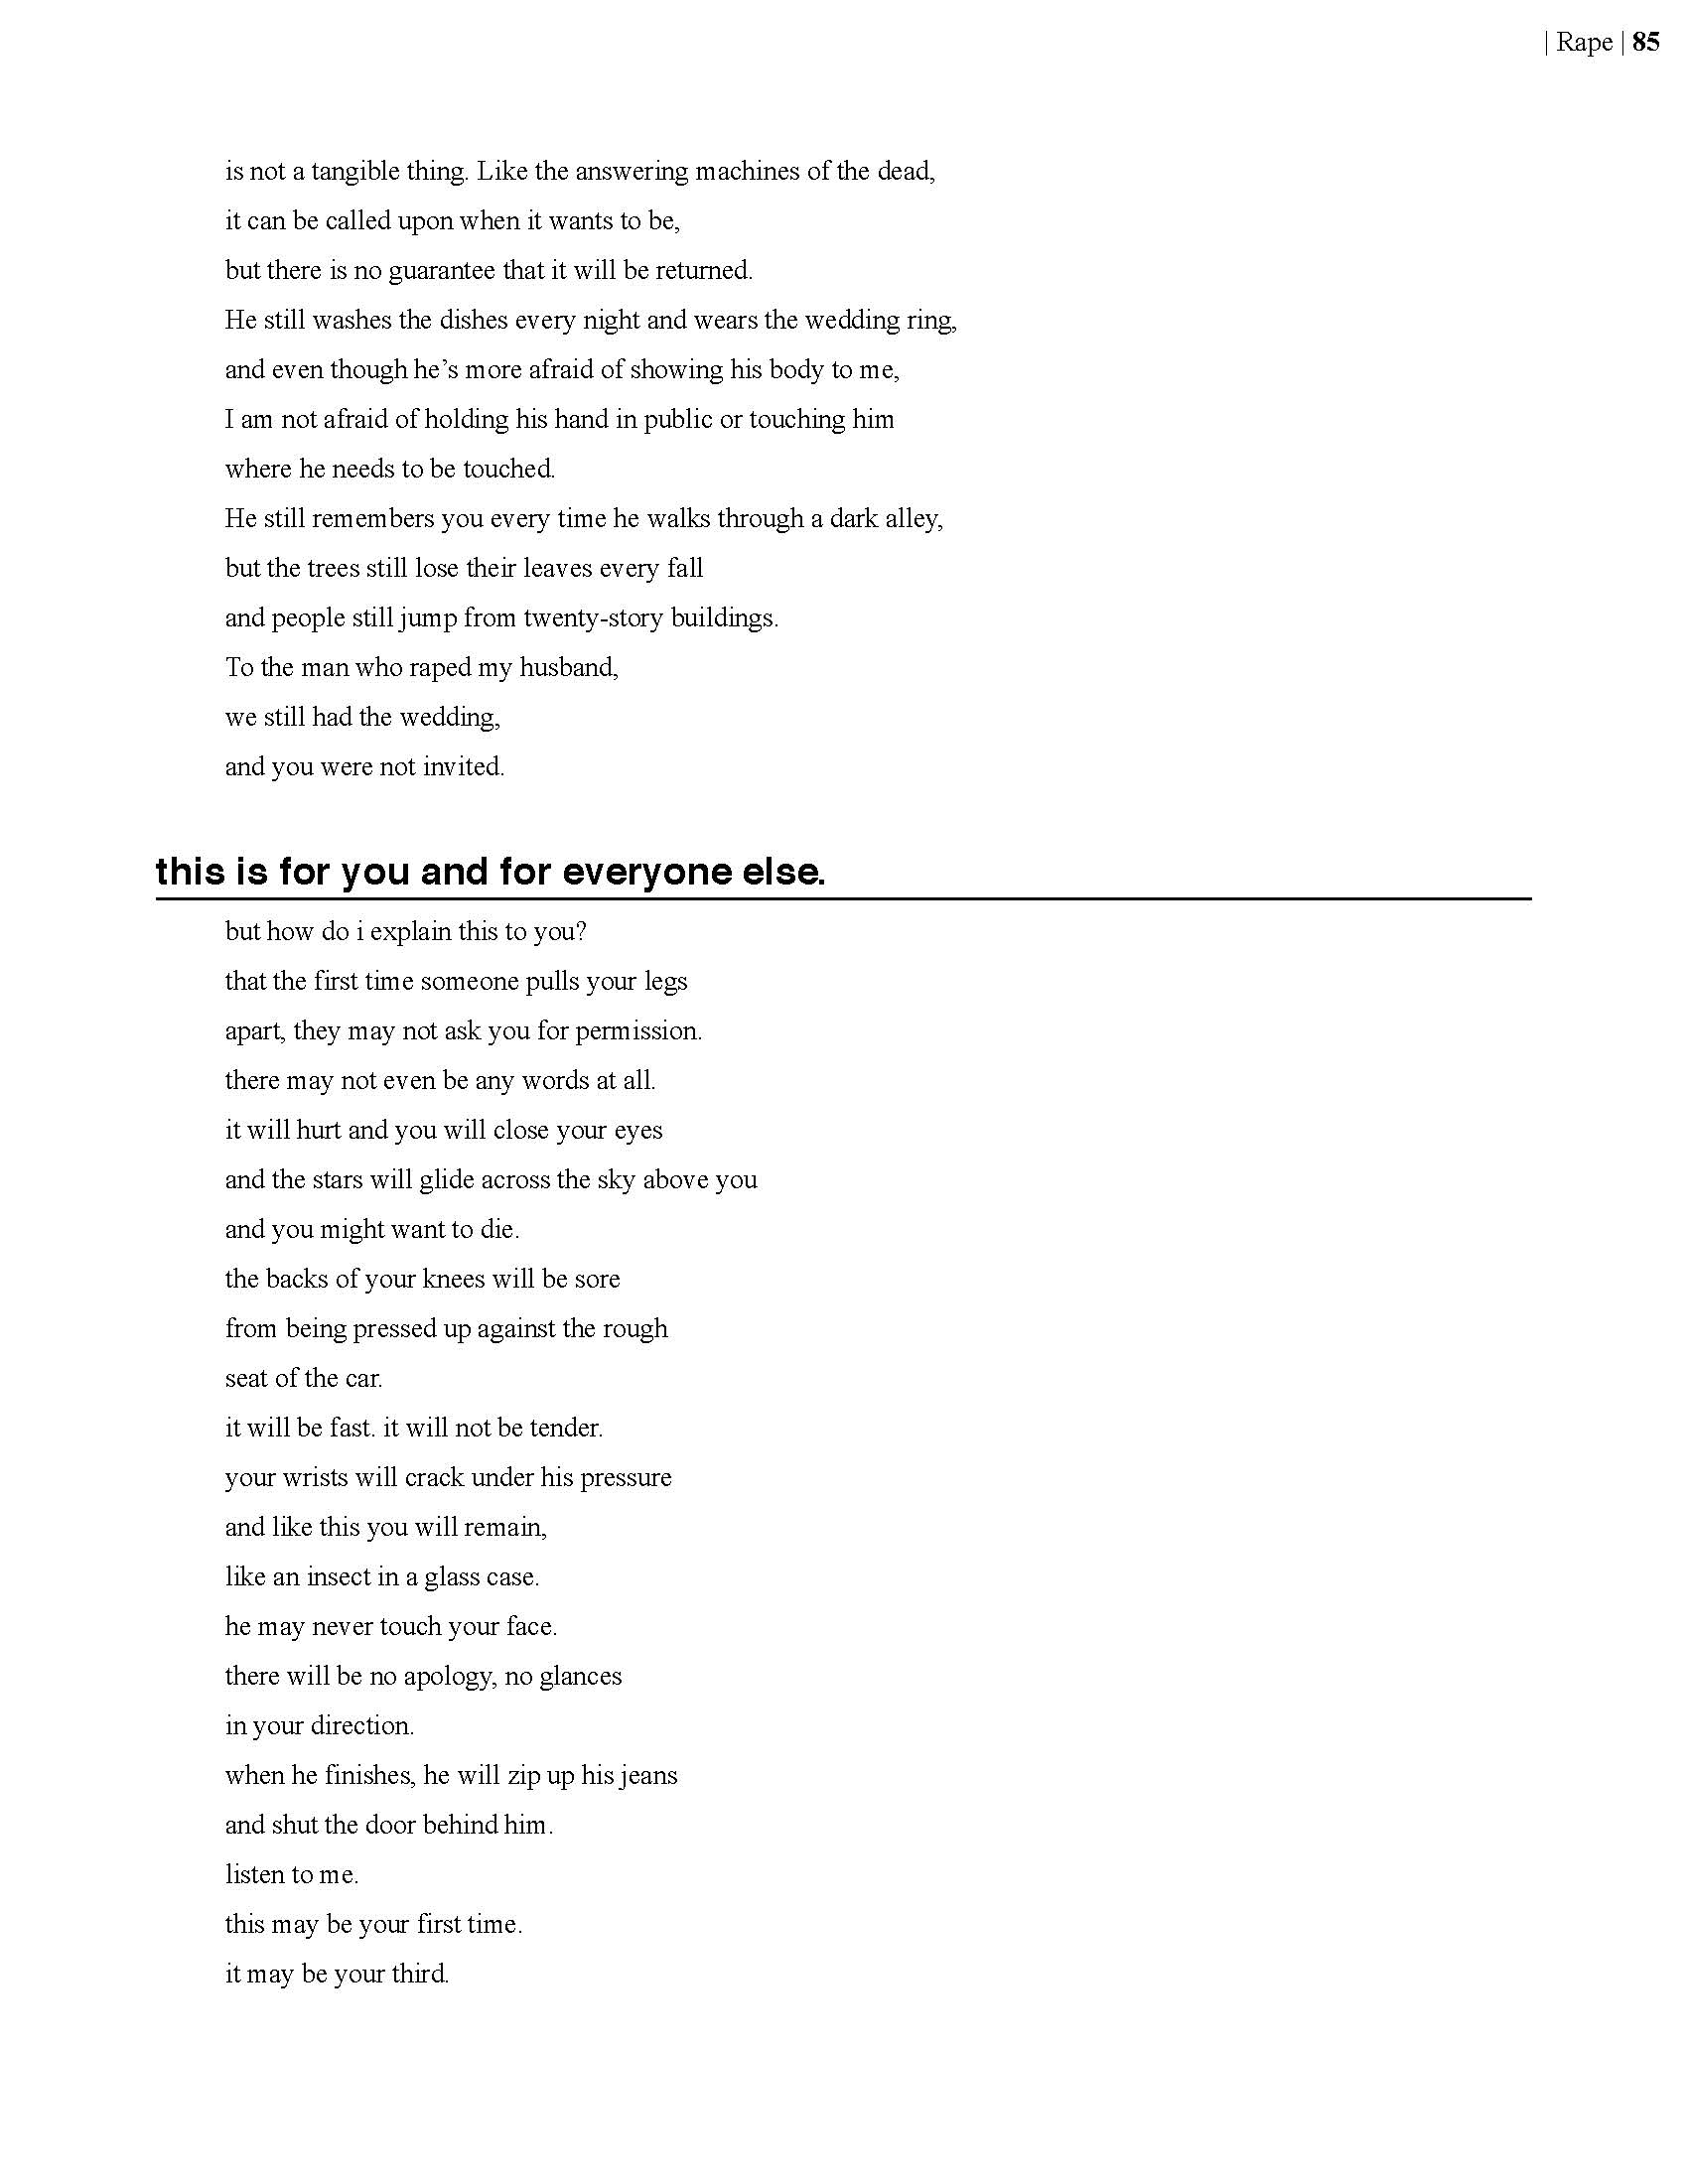 | Rape | 85
is not a tangible thing. Like the answering machines of the dead,
it can be called upon when it wants to be,
but there is no guarantee that it will be returned.
He still washes the dishes every night and wears the wedding ring,
and even though he’s more afraid of showing his body to me,
I am not afraid of holding his hand in public or touching him
where he needs to be touched.
He still remembers you every time he walks through a dark alley,
but the trees still lose their leaves every fall
and people still jump from twenty-story buildings.
To the man who raped my husband,
we still had the wedding,
and you were not invited.
this is for you and for everyone else.
but how do i explain this to you?
that the first time someone pulls your legs
apart, they may not ask you for permission.
there may not even be any words at all.
it will hurt and you will close your eyes
and the stars will glide across the sky above you
and you might want to die.
the backs of your knees will be sore
from being pressed up against the rough
seat of the car.
it will be fast. it will not be tender.
your wrists will crack under his pressure
and like this you will remain,
like an insect in a glass case.
he may never touch your face.
there will be no apology, no glances
in your direction.
when he finishes, he will zip up his jeans
and shut the door behind him.
listen to me.
this may be your first time.
it may be your third.